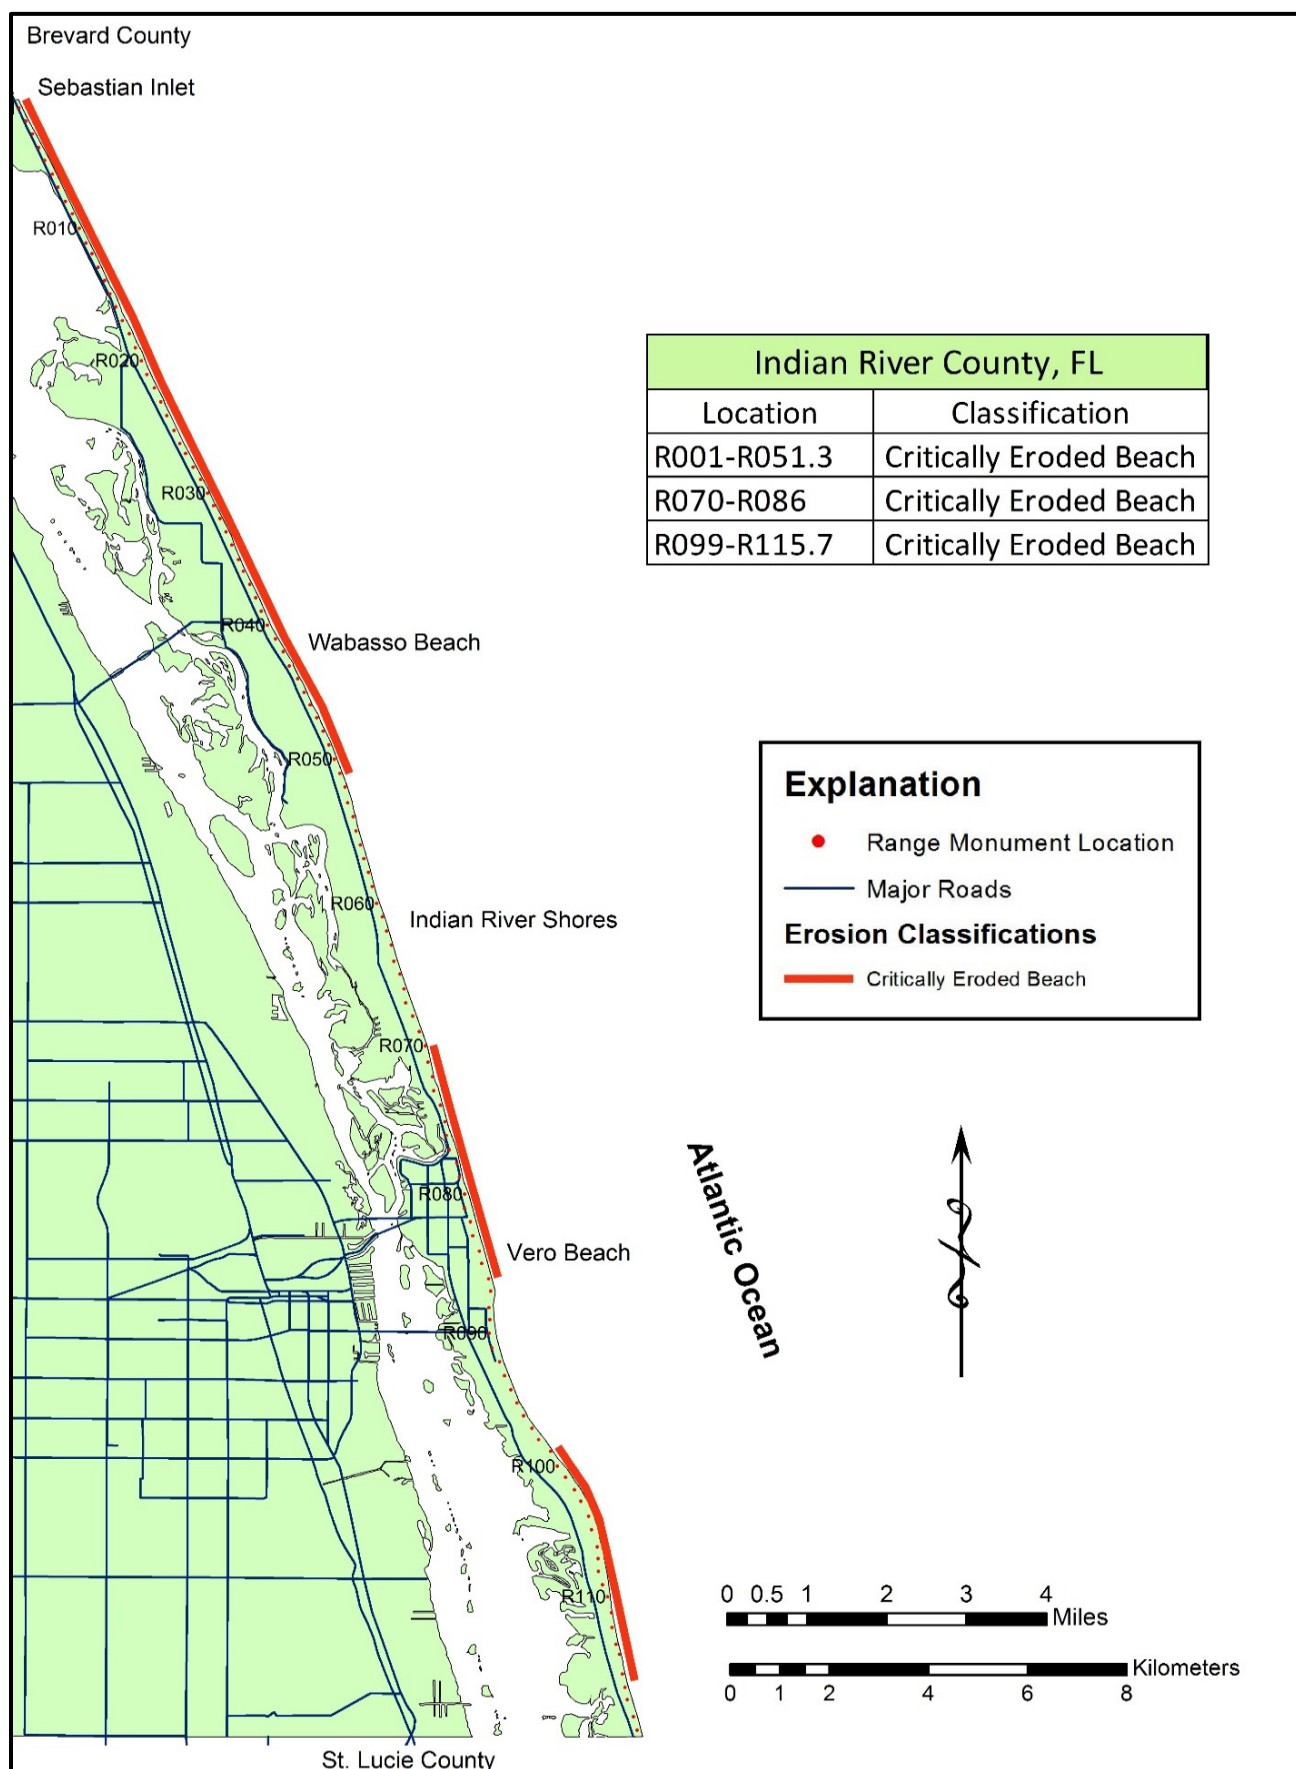 Brevard County
Sebastian Inlet
R010
R020
R030
R040
Wabasso Beach
R050
R060
Indian River Shores
R070
R080
Vero Beach
R090
R100
R110
St. Lucie County
Atlantic Ocean
Indian River County, FL
Location Classification
R001-R051.3 Critically Eroded Beach
R070-R086 Critically Eroded Beach
R099-R115.7 Critically Eroded Beach
Explanation
Range Monument Location
Major Roads
Erosion Classifications
Critically Eroded Beach
0 0.5 1 2 3 4
Miles
Kilometers
0 1 2 4 6 8